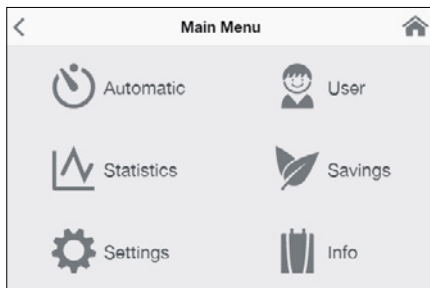 Main Menu
Automatic
User
Statistics
Savings
Settings
Info